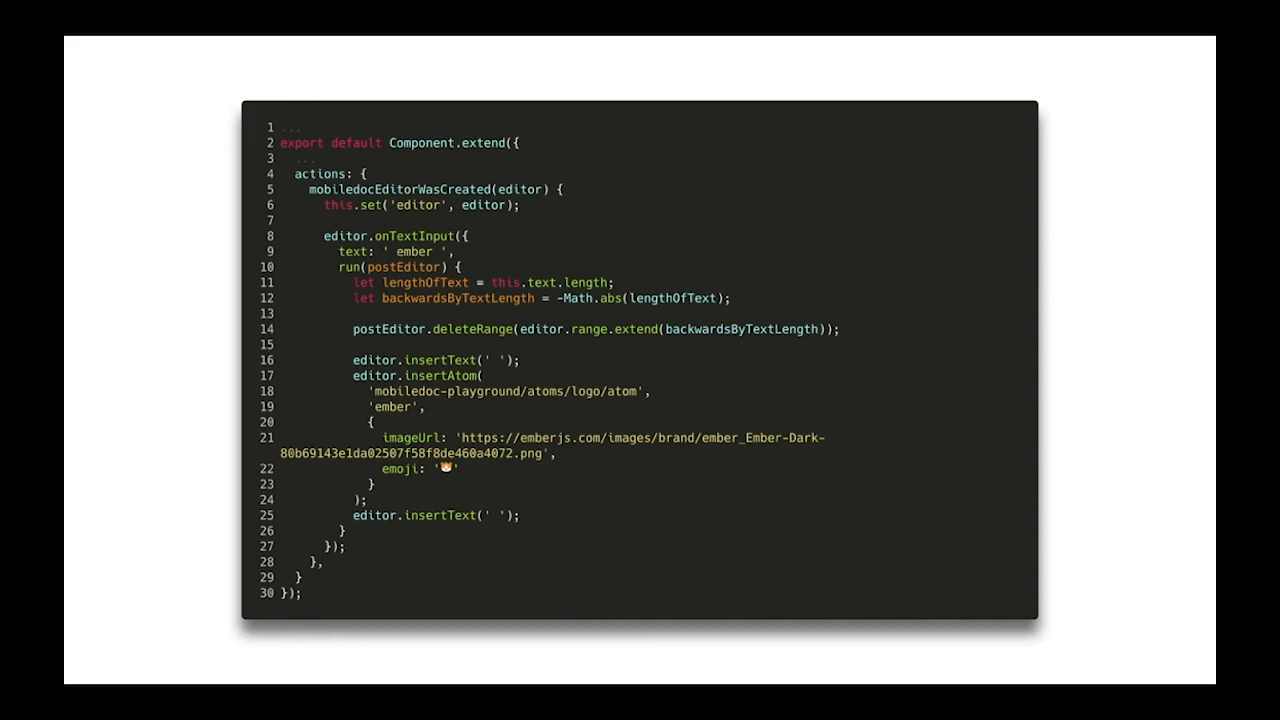 1 ...
2 export default Component.extend({
3   ...
4   actions: {
5     mobiledocEditorWasCreated(editor) {
6       this.set('editor', editor);
7
8       editor.onTextInput({
9         text: ' ember ',
10         run(postEditor) {
11           let lengthOfText = this.text.length;
12           let backwardsByTextLength = -Math.abs(lengthOfText);
13
14           postEditor.deleteRange(editor.range.extend(backwardsByTextLength));
15
16           editor.insertText(' ');
17           editor.insertAtom(
18             'mobiledoc-playground/atoms/logo/atom',
19             'ember',
20             {
21               imageUrl: 'https://emberjs.com/images/brand/ember_Ember-Dark-
80b69143e1da02507f58f8de460a4072.png',
22               emoji: '🐹'
23             }
24           );
25           editor.insertText(' ');
26         }
27       });
28     },
29   }
30 });